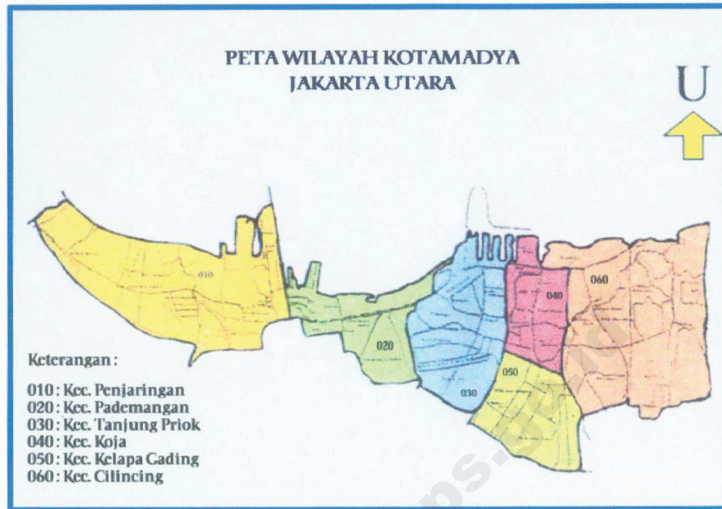 PETA WILAYAH KOTAMADYA
JAKARTA UTARA
U
010
020
030
040
050
060
Keterangan :
010 : Kec. Penjaringan
020 : Kec. Pademangan
030 : Kec. Tanjung Priok
040 : Kec. Koja
050 : Kec. Kelapa Gading
060 : Kec. Cilincing